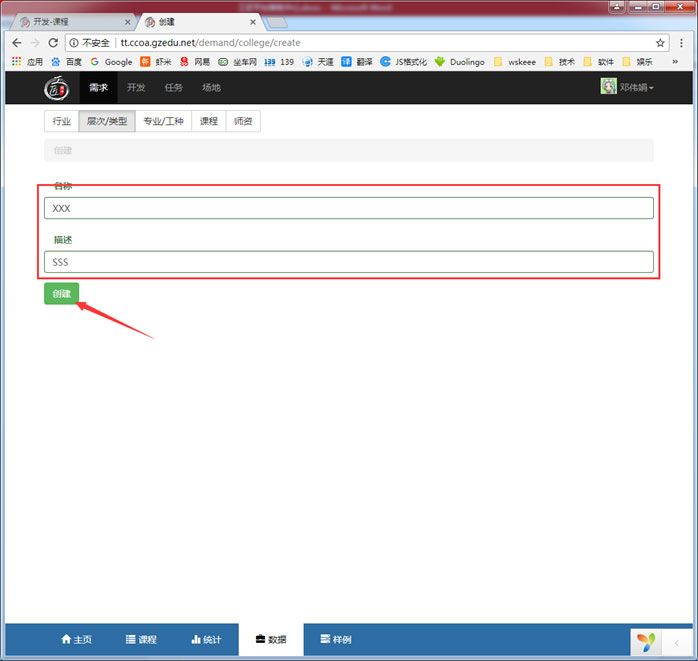 开发-课程
创建
不安全 | tt.ccoa.gzedu.net/demand/college/create
应用 百度 Google 虾米 网易 坐车网 139 139 天涯 翻译 JS格式化 Duolingo wskeee 技术 软件 娱乐 »
需求 开发 任务 场地 邓伟娟
行业 层次/类型 专业/工种 课程 师资
创建
名称
XXX
描述
SSS
创建
主页 课程 统计 数据 样例